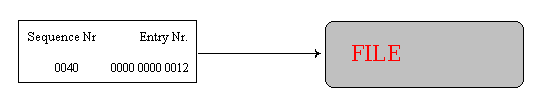 Sequence Nr Entry Nr.
0040 0000 0000 0012
FILE